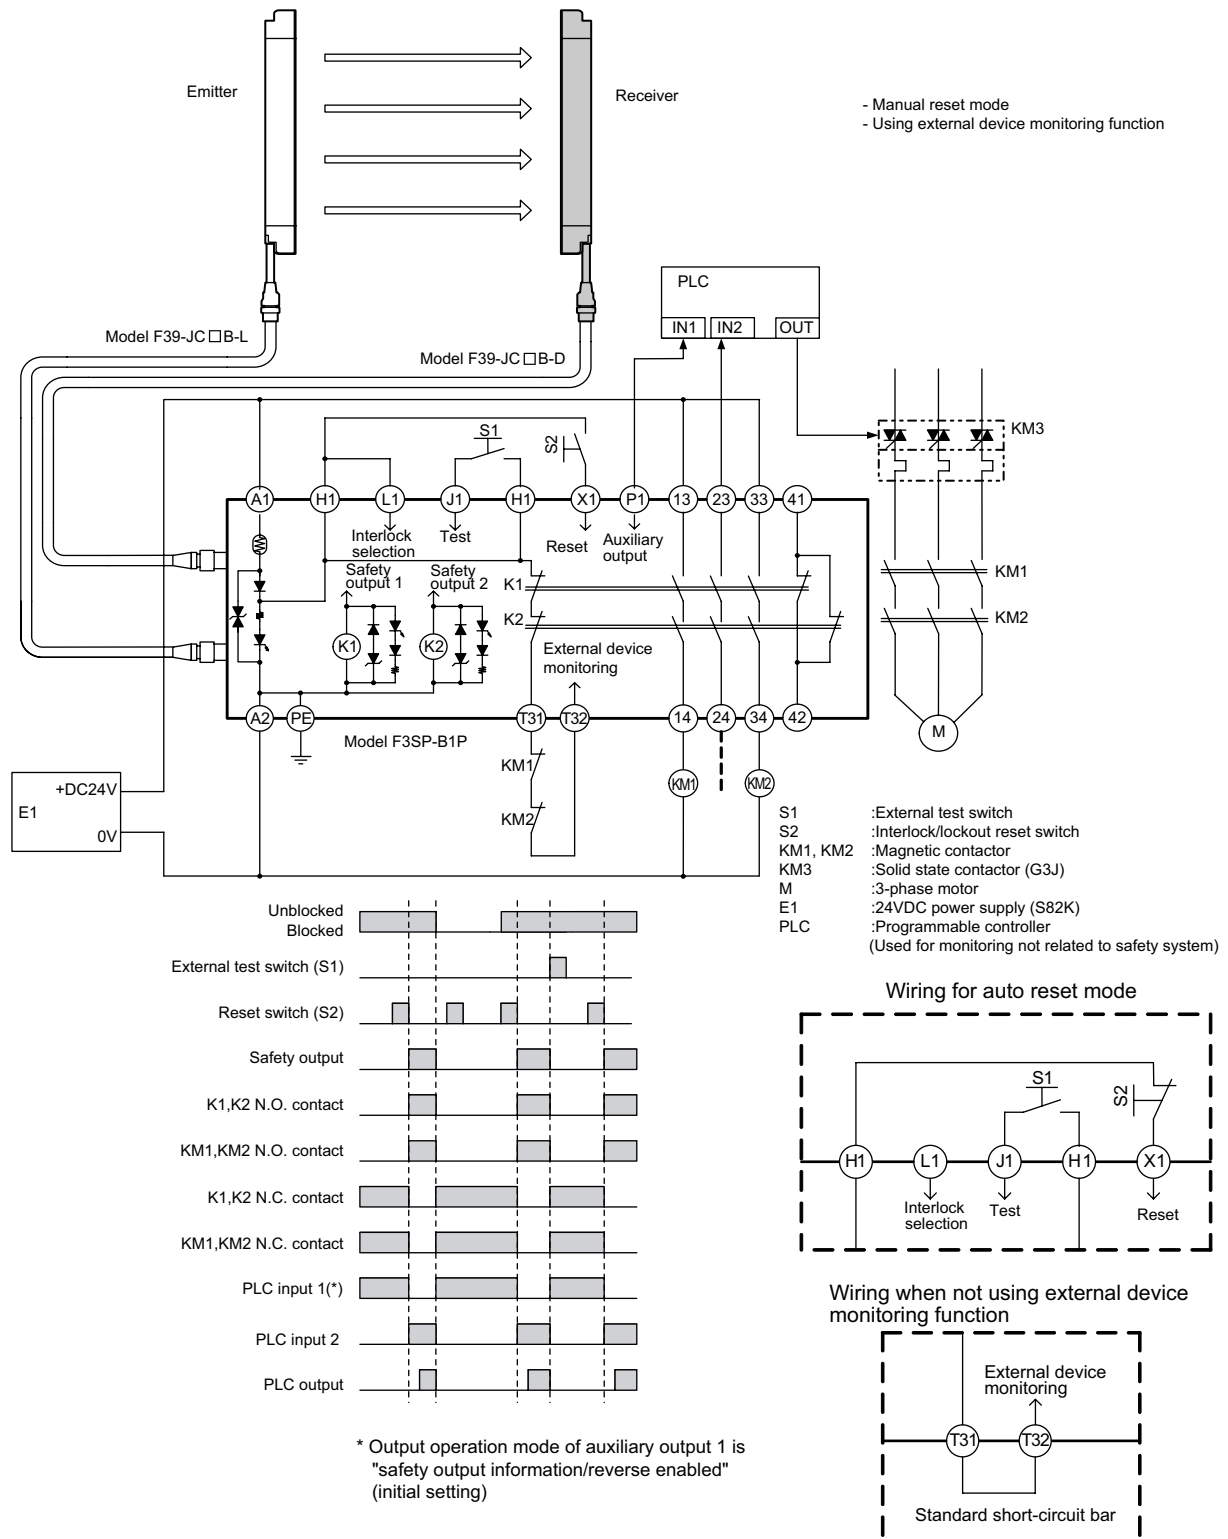 Emitter
Receiver
- Manual reset mode
- Using external device monitoring function
PLC
IN1 IN2 OUT
Model F39-JC□B-L
Model F39-JC□B-D
KM3
S1
S2
A1 H1 L1 J1 H1 X1 P1 13 23 33 41
Interlock
selection
Test
Reset
Auxiliary
output
Safety
output 1
Safety
output 2
K1
K2
K1
K2
External device
monitoring
KM1
KM2
M
A2 PE T31 T32 14 24 34 42
Model F3SP-B1P
KM1
KM2
KM1
KM2
+DC24V
E1
0V
S1 :External test switch
S2 :Interlock/lockout reset switch
KM1, KM2 :Magnetic contactor
KM3 :Solid state contactor (G3J)
M :3-phase motor
E1 :24VDC power supply (S82K)
PLC :Programmable controller
(Used for monitoring not related to safety system)
Unblocked
Blocked
External test switch (S1)
Reset switch (S2)
Safety output
K1,K2 N.O. contact
KM1,KM2 N.O. contact
K1,K2 N.C. contact
KM1,KM2 N.C. contact
PLC input 1(*)
PLC input 2
PLC output
* Output operation mode of auxiliary output 1 is
"safety output information/reverse enabled"
(initial setting)
Wiring for auto reset mode
S1
S2
H1 L1 J1 H1 X1
Interlock
selection
Test
Reset
Wiring when not using external device
monitoring function
External device
monitoring
T31 T32
Standard short-circuit bar